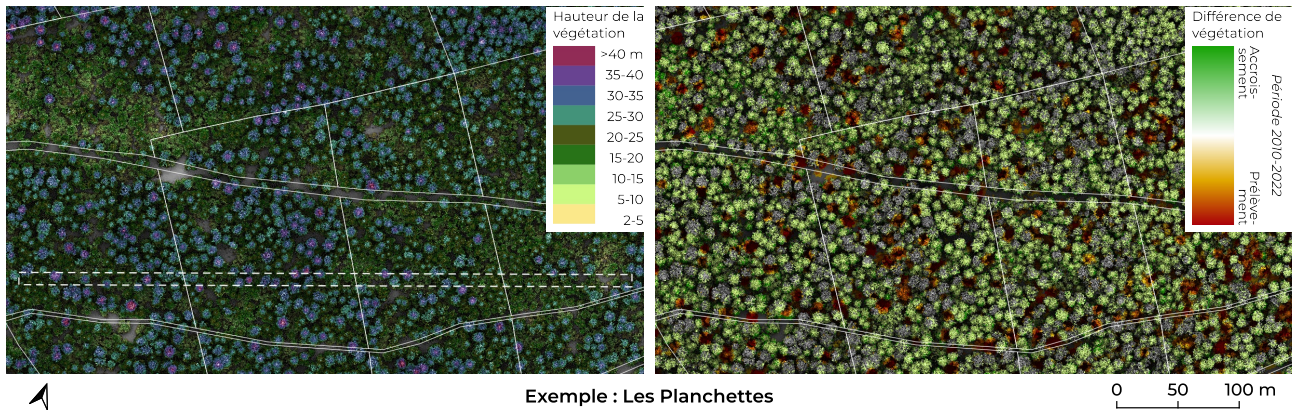 Hauteur de la
végétation
>40 m
35-40
30-35
25-30
20-25
15-20
10-15
5-10
2-5
Différence de
végétation
Accrois-
sement
Prélève-
ment
Période 2010-2022
Exemple : Les Planchettes
0 50 100 m